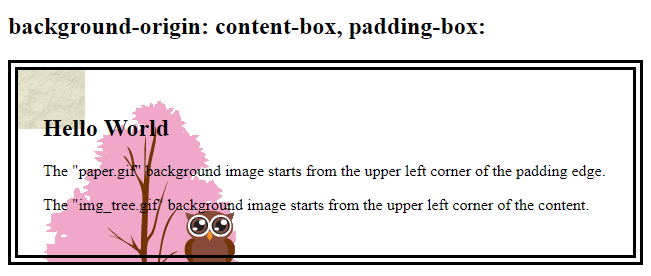 background-origin: content-box, padding-box:
Hello World
The "paper.gif" background image starts from the upper left corner of the padding edge.
The "img_tree.gif" background image starts from the upper left corner of the content.